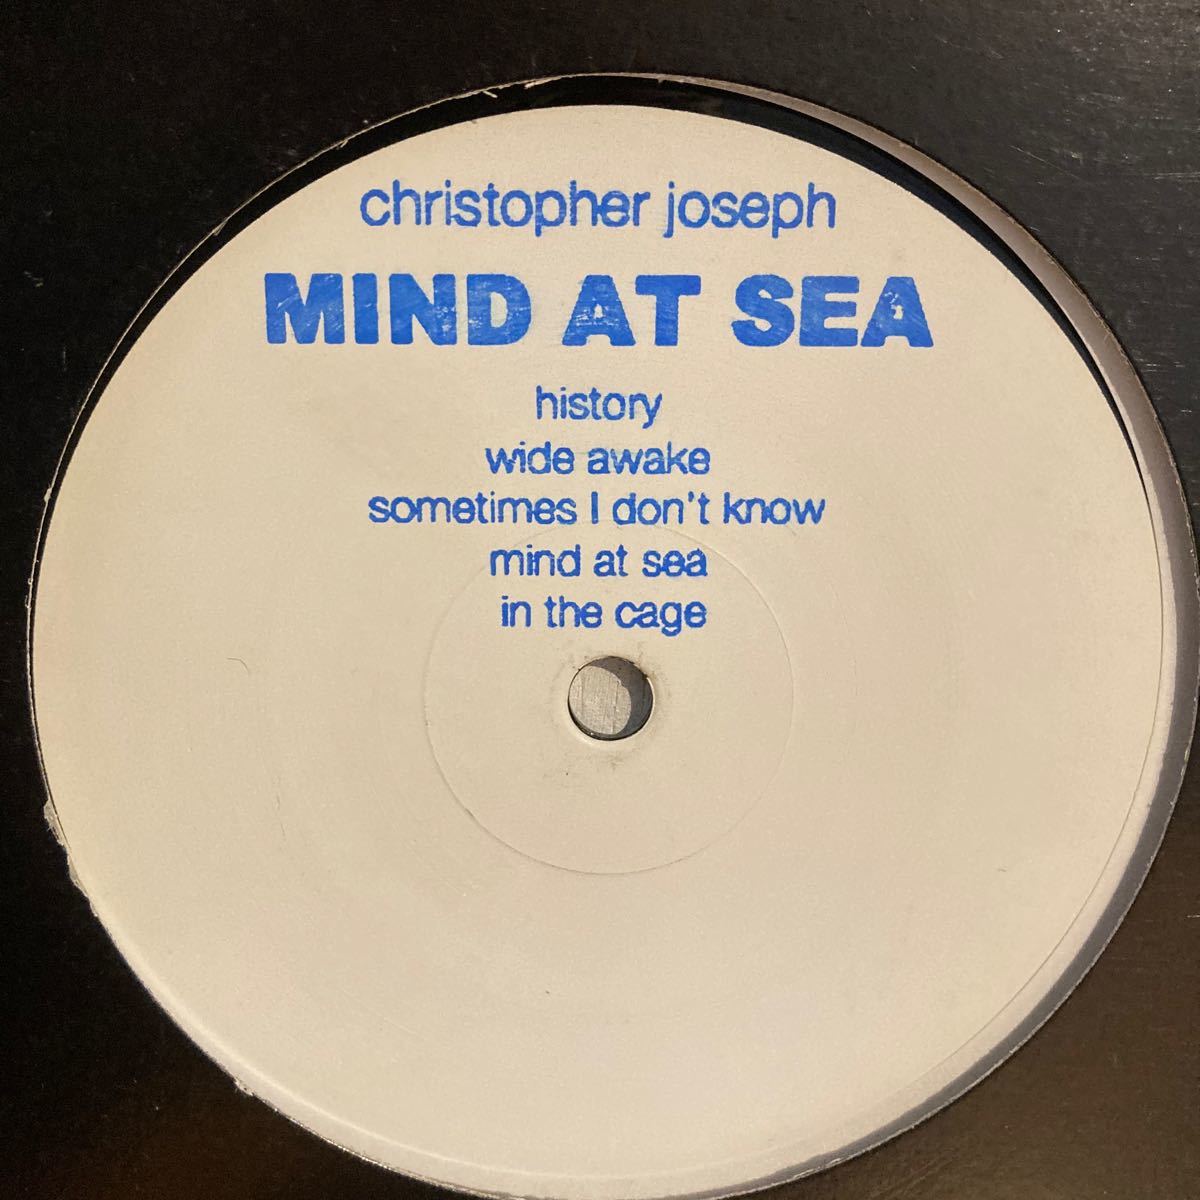 christopher joseph
MIND AT SEA
history
wide awake
sometimes I don't know
mind at sea
in the cage